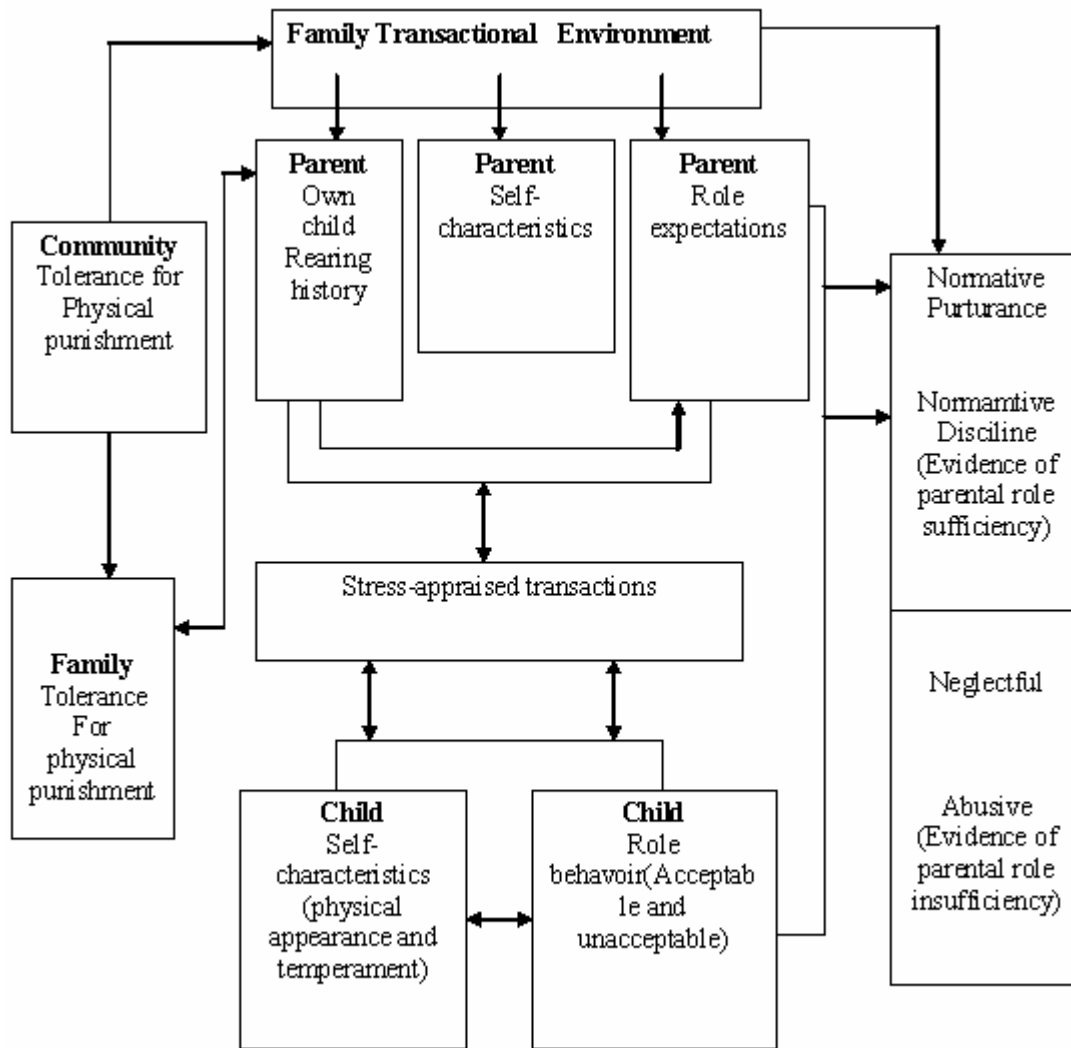 Family Transactional Environment
Parent
Own
child
Rearing
history
Parent
Self-
characteristics
Parent
Role
expectations
Community
Tolerance for
Physical
punishment
Normative
Purturance
Normamtive
Disciline
(Evidence of
parental role
sufficiency)
Stress-appraised transactions
Family
Tolerance
For
physical
punishment
Neglectful
Abusive
(Evidence of
parental role
insufficiency)
Child
Self-
characteristics
(physical
appearance and
temperament)
Child
Role
behavoir(Acceptab
le and
unacceptable)